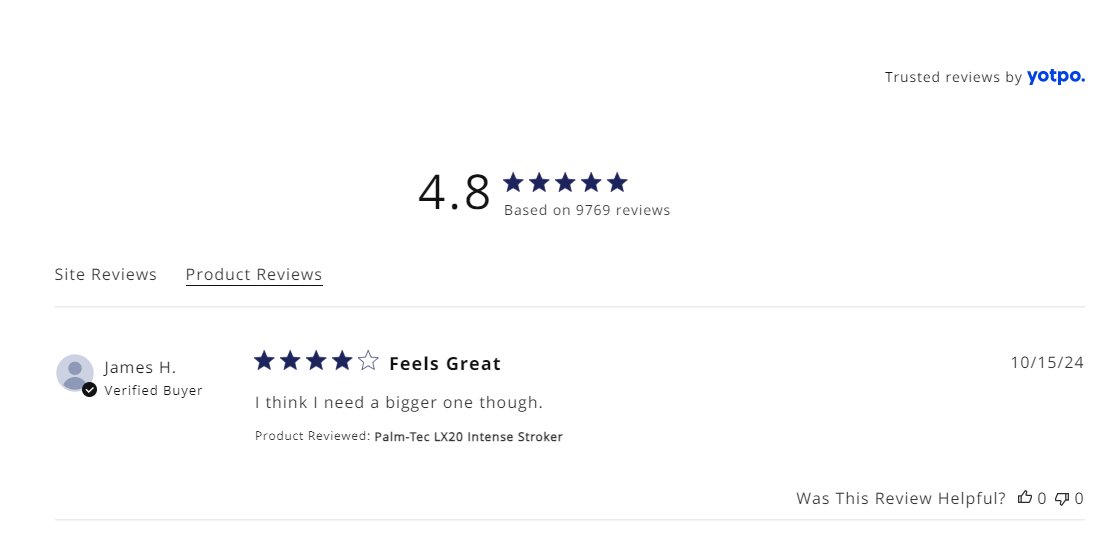 Trusted reviews by yotpo.
4.8
Based on 9769 reviews
Site Reviews Product Reviews
James H.
Verified Buyer
Feels Great
10/15/24
I think I need a bigger one though.
Product Reviewed: Palm-Tec LX20 Intense Stroker
Was This Review Helpful? 0 0